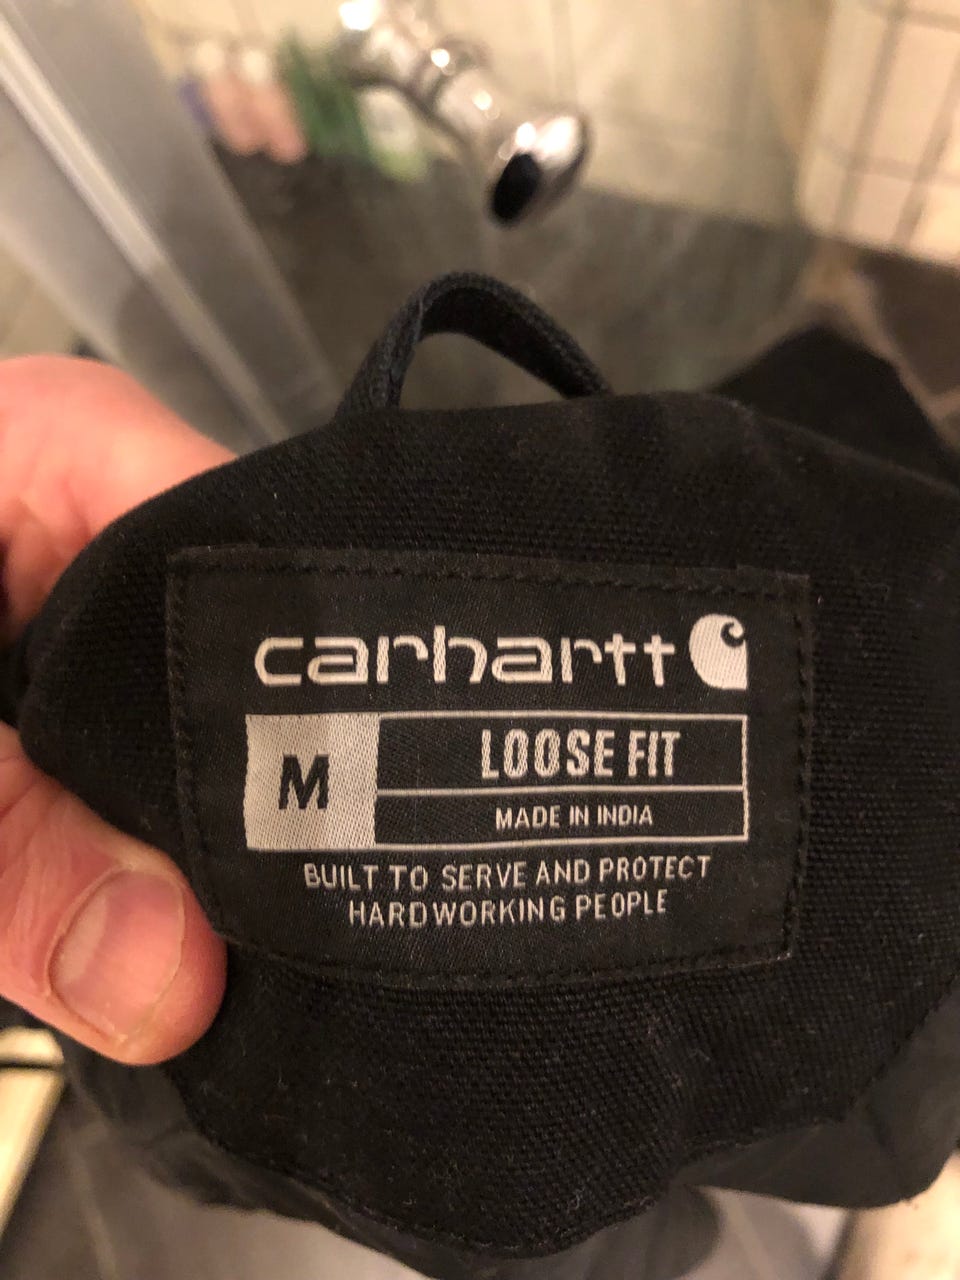 carhartt
M
LOOSE FIT
MADE IN INDIA
BUILT TO SERVE AND PROTECT
HARDWORKING PEOPLE